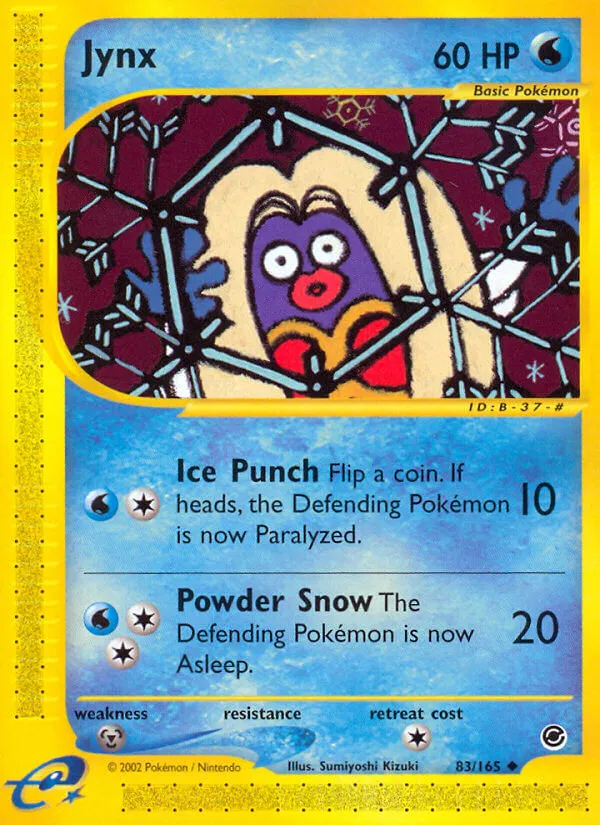 Jynx 60 HP
Basic Pokémon
ID:B-37-#
Ice Punch Flip a coin. If
heads, the Defending Pokémon 10
is now Paralyzed.
Powder Snow The
Defending Pokémon is now 20
Asleep.
weakness resistance retreat cost
© 2002 Pokémon / Nintendo Illus. Sumiyoshi Kizuki 83/165
e